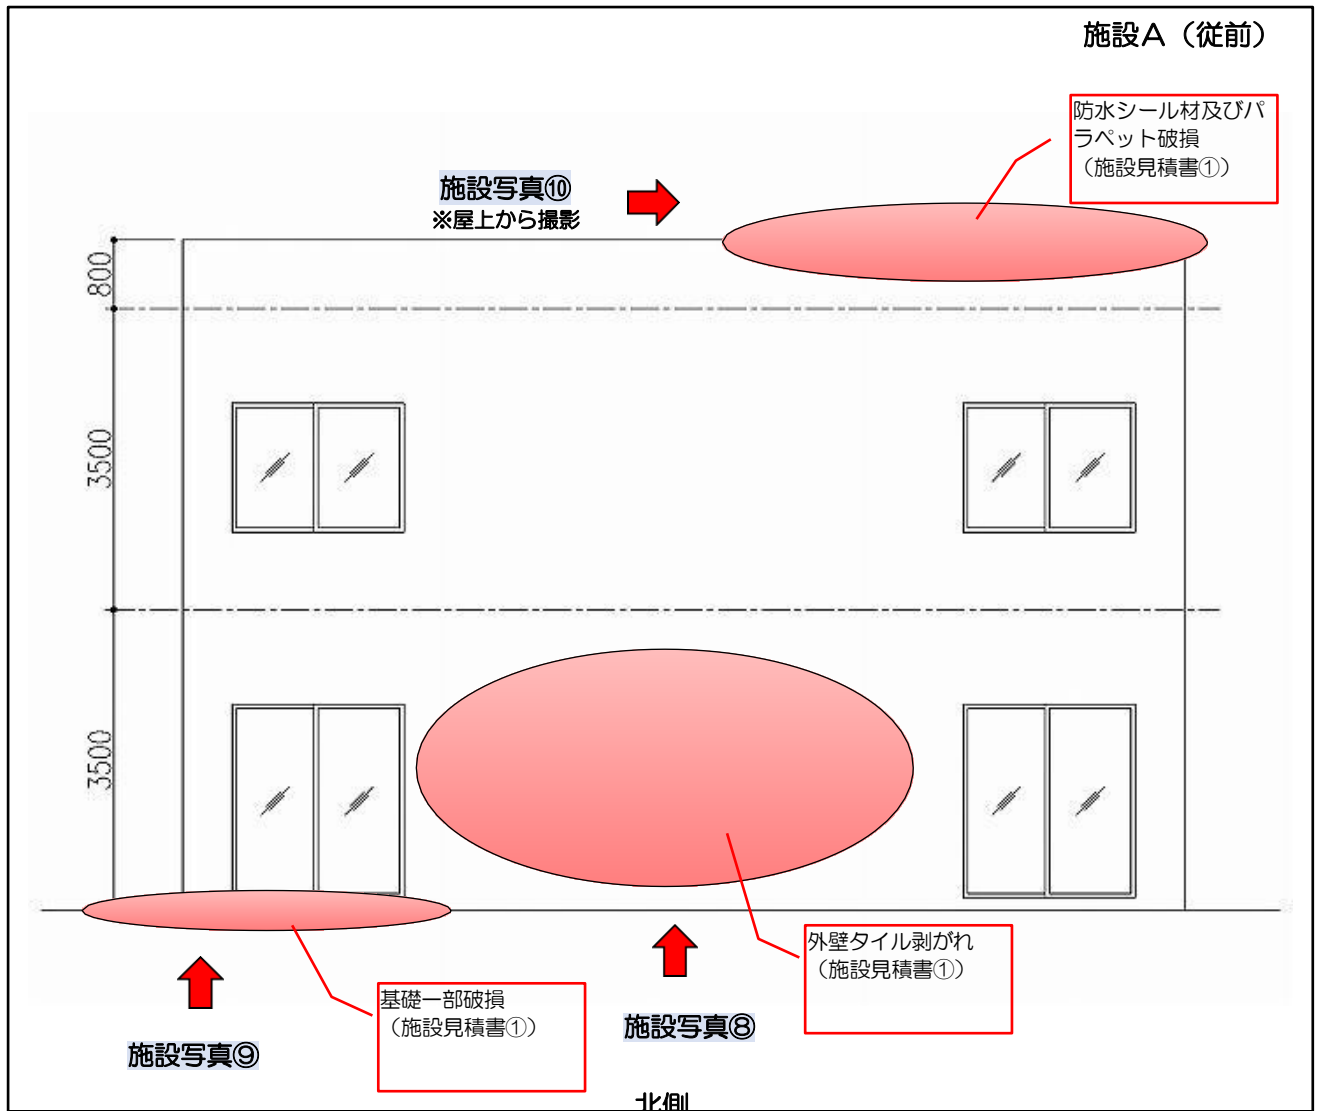 施設A（従前）
防水シール材及びパ
ラペット破損
（施設見積書①）
施設写真⑩
※屋上から撮影
800
3500
3500
外壁タイル剥がれ
（施設見積書①）
基礎一部破損
（施設見積書①）
施設写真⑧
施設写真⑨
北側